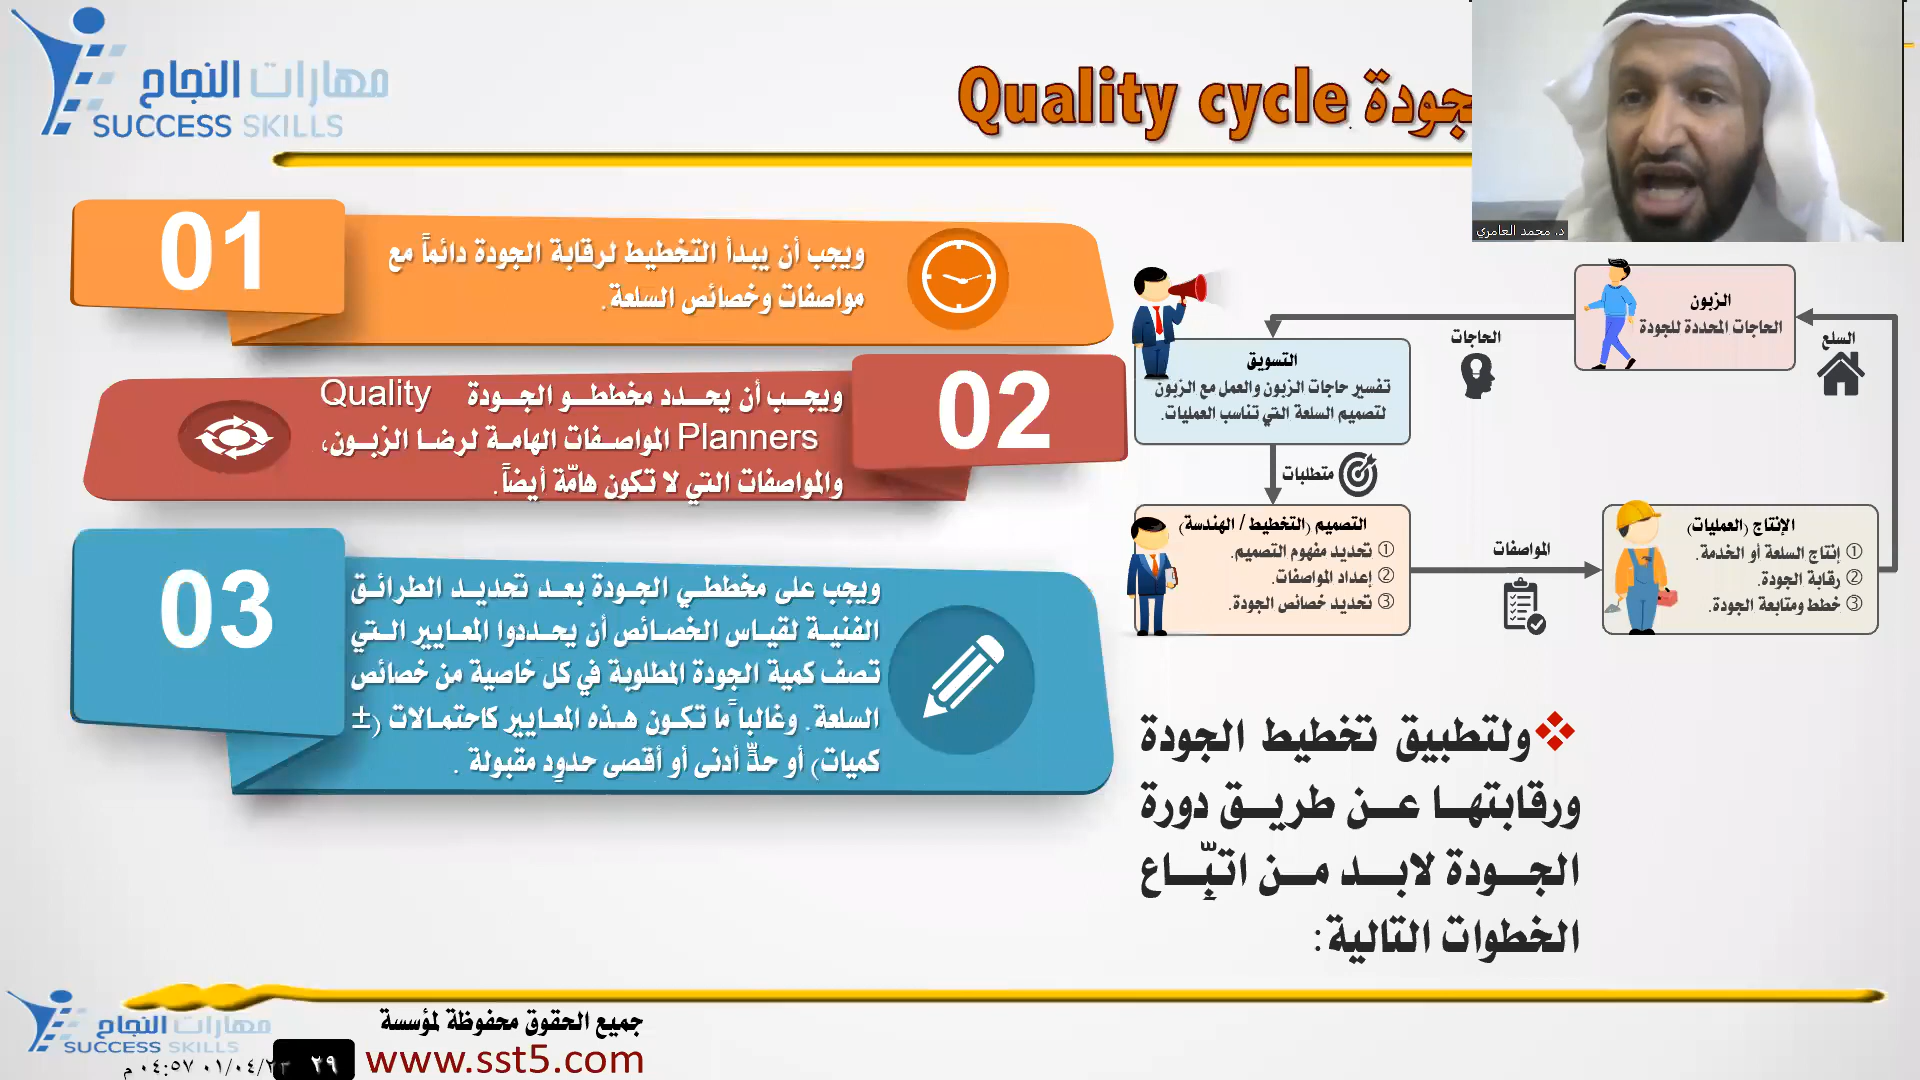 مهارات النجاح
SUCCESS SKILLS
Quality cycle
د. محمد العامري
01
ويجب أن يبدأ التخطيط لرقابة الجودة دائماً مع
مواصفات وخصائص السلعة.
02
ويجب أن يحدد مخططو الجودة Quality
Planners المواصفات الهامة لرضا الزبون،
والمواصفات التي لا تكون هامّة أيضاً.
03
ويجب على مخططي الجودة بعد تحديد الطرائق
الفنية لقياس الخصائص أن يحددوا المعايير التي
تصف كمية الجودة المطلوبة في كل خاصية من خصائص
السلعة. وغالباً ما تكون هذه المعايير كاحتمالات (±
كميات) أو حدٍّ أدنى أو أقصى حدودٍ مقبولة .
الزبون
الحاجات المحددة للجودة
السلع
الحاجات
التسويق
تفسير حاجات الزبون والعمل مع الزبون
لتصميم السلعة التي تناسب العمليات.
متطلبات
التصميم (التخطيط / الهندسة)
① تحديد مفهوم التصميم.
② إعداد المواصفات.
③ تحديد خصائص الجودة.
المواصفات
الإنتاج (العمليات)
① إنتاج السلعة أو الخدمة.
② رقابة الجودة.
③ خطط ومتابعة الجودة.
❖ولتطبيق تخطيط الجودة
ورقابتها عن طريق دورة
الجودة لابد من اتبّاع
الخطوات التالية:
مهارات النجاح
SUCCESS SKILLS
جميع الحقوق محفوظة لمؤسسة
www.sst5.com
٢٩
٠٤:٥٧ م